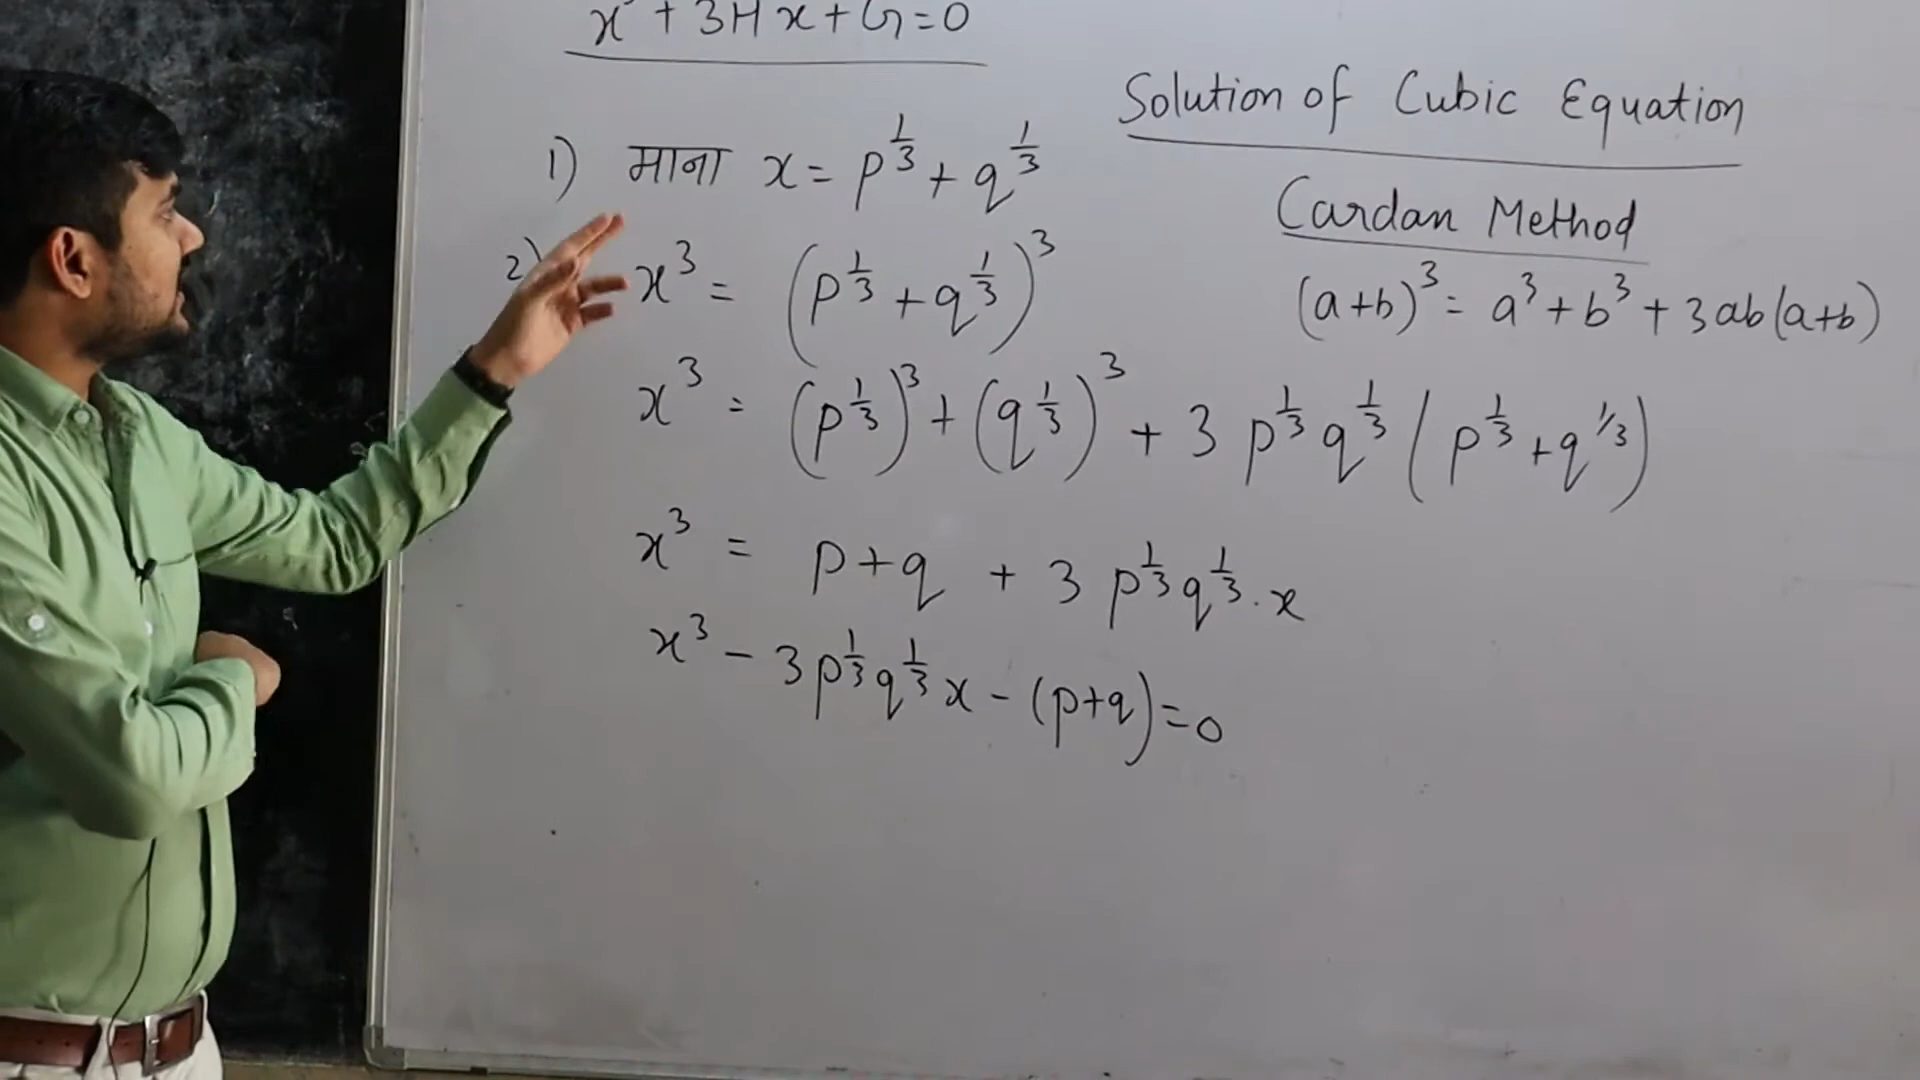 x³ + 3Hx + G = 0
Solution of Cubic Equation
Cardan Method
(a+b)³ = a³ + b³ + 3ab(a+b)
1) माना x = p^{1/3} + q^{1/3}
2) x³ = (p^{1/3} + q^{1/3})³
x³ = (p^{1/3})³ + (q^{1/3})³ + 3 p^{1/3} q^{1/3} (p^{1/3} + q^{1/3})
x³ = p + q + 3 p^{1/3} q^{1/3} . x
x³ - 3 p^{1/3} q^{1/3} x - (p+q) = 0